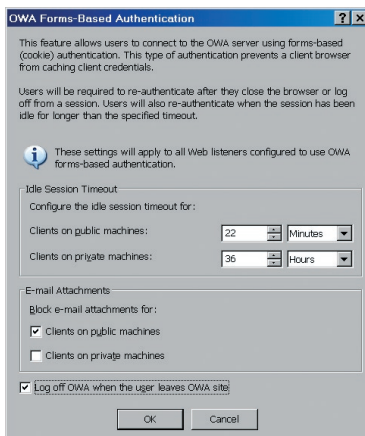 OWA Forms-Based Authentication
This feature allows users to connect to the OWA server using forms-based
(cookie) authentication. This type of authentication prevents a client browser
from caching client credentials.
Users will be required to re-authenticate after they close the browser or log
off from a session. Users will also re-authenticate when the session has been
idle for longer than the specified timeout.
These settings will apply to all Web listeners configured to use OWA
forms-based authentication.
Idle Session Timeout
Configure the idle session timeout for:
Clients on public machines: 22 Minutes
Clients on private machines: 36 Hours
E-mail Attachments
Block e-mail attachments for:
Clients on public machines
Clients on private machines
Log off OWA when the user leaves OWA site
OK Cancel